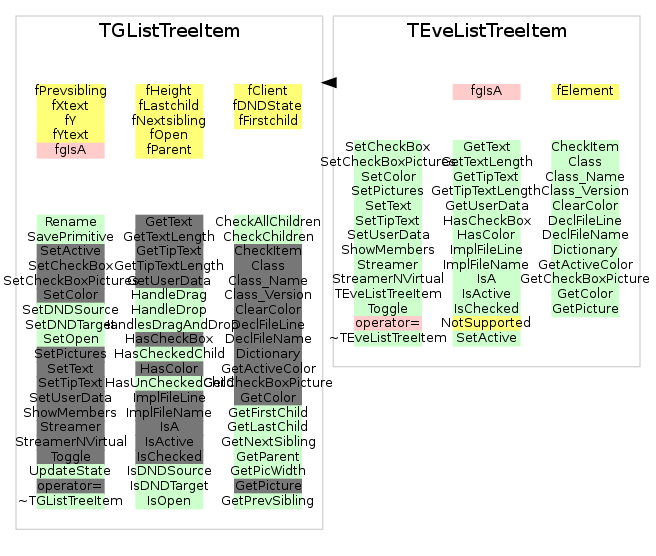 TGListTreeItem
fPrevsibling fHeight fClient
fXtext fLastchild fDNDState
fY fNextsibling fFirstchild
fYtext fOpen
fgIsA fParent
Rename GetText CheckAllChildren
SavePrimitive GetTextLength CheckChildren
SetActive GetTipText CheckItem
SetCheckBox GetTipTextLength Class
SetCheckBoxPictures GetUserData Class_Name
SetColor HandleDrag Class_Version
SetDNDSource HandleDrop ClearColor
SetDNDTarget HandlesDragAndDrop DeclFileLine
SetOpen HasCheckBox DeclFileName
SetPictures HasCheckedChild Dictionary
SetText HasColor GetActiveColor
SetTipText HasUnCheckedChild GetCheckBoxPicture
SetUserData ImplFileLine GetColor
ShowMembers ImplFileName GetFirstChild
Streamer IsA GetLastChild
StreamerNVirtual IsActive GetNextSibling
Toggle IsChecked GetParent
UpdateState IsDNDSource GetPicWidth
operator= IsDNDTarget GetPicture
~TGListTreeItem IsOpen GetPrevSibling
TEveListTreeItem
fgIsA fElement
SetCheckBox GetText CheckItem
SetCheckBoxPictures GetTextLength Class
SetColor GetTipText Class_Name
SetPictures GetTipTextLength Class_Version
SetText GetUserData ClearColor
SetTipText HasCheckBox DeclFileLine
SetUserData HasColor DeclFileName
ShowMembers ImplFileLine Dictionary
Streamer ImplFileName GetActiveColor
StreamerNVirtual IsA GetCheckBoxPicture
TEveListTreeItem IsActive GetColor
Toggle IsChecked GetPicture
operator= NotSupported
~TEveListTreeItem SetActive